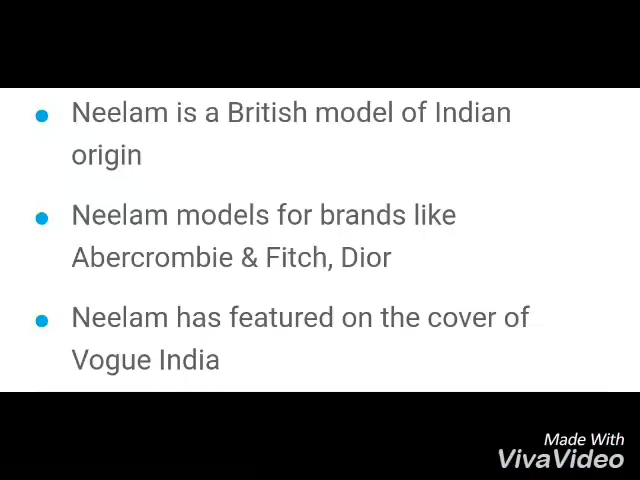 Neelam is a British model of Indian
origin
Neelam models for brands like
Abercrombie & Fitch, Dior
Neelam has featured on the cover of
Vogue India
Made With
VivaVideo